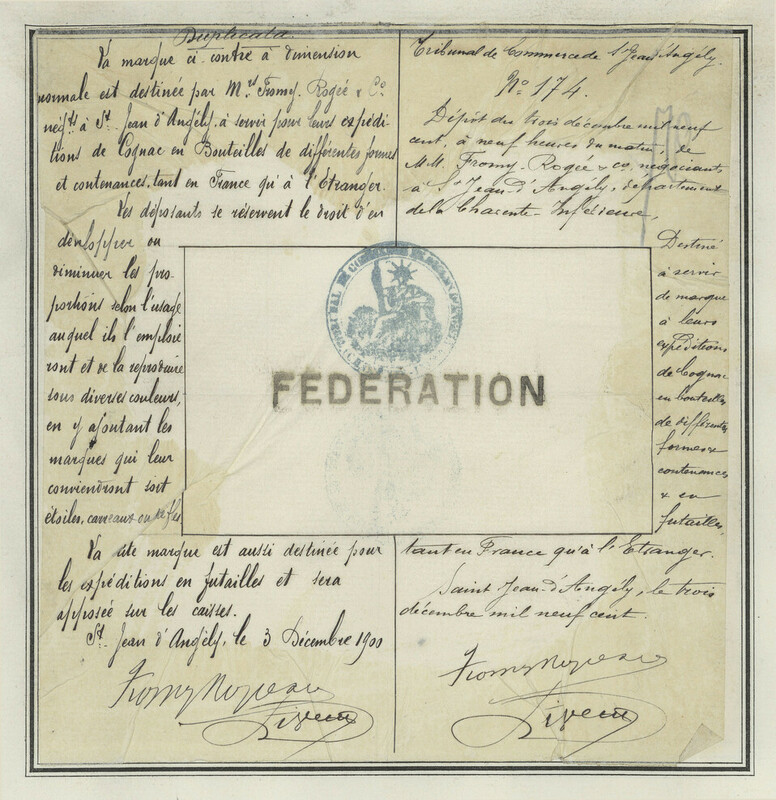 Duplicata
La marque ci contre à dimension
normale est destinée par M.rs Fromy, Rogée & Co.
négts à St. Jean d'Angély, à servir pour leurs expédi-
tions de Cognac en Bouteilles de différentes formes
et contenances, tant en France qu'à l'Etranger.
Les déposants se réservent le droit d'en
développer ou
diminuer les pro-
portions selon l'usage
auquel ils l'emploie
ront et de la reproduire
sous diverses couleurs,
en y ajoutant les
marques qui leur
conviendront soit
étoiles, carreaux ou
La dite marque est aussi destinée pour
les expéditions en futailles et sera
apposée sur les caisses.
St. Jean d'Angély, le 3 Décembre 1900
Fromy Rogée
Tribunal de Commerce de St Jean d'Angély.
No. 174.
Dépôt du trois décembre mil neuf
cent, à neuf heures du matin, de
MM. Fromy, Rogée & co, négociants
à St Jean d'Angély, département
de la Charente-Inférieure,
Destiné
à servir
de marque
à leurs
expéditions
de Cognac
en bouteilles
de différentes
formes &
contenances
& en
futailles,
tant en France qu'à l'Etranger.
Saint Jean d'Angély, le trois
décembre mil neuf cent.
Fromy Rogée
FEDERATION